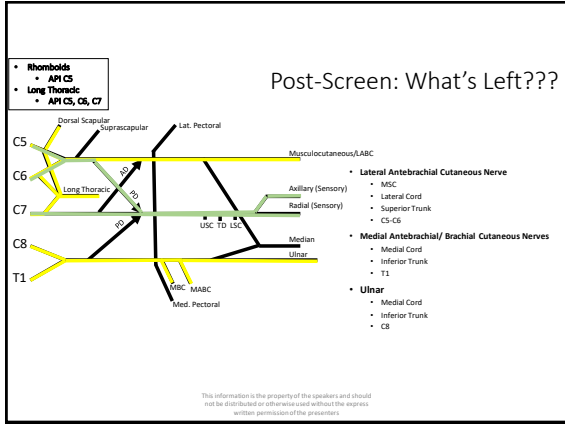 Rhomboids
API C5
Long Thoracic
API C5, C6, C7
Post-Screen: What's Left???
Dorsal Scapular
Suprascapular
Lat. Pectoral
C5
Musculocutaneous/LABC
C6
AD
Long Thoracic
PD
Axillary (Sensory)
C7
Radial (Sensory)
USC TD LSC
PD
C8
Median
Ulnar
T1
MBC
MABC
Med. Pectoral
Lateral Antebrachial Cutaneous Nerve
MSC
Lateral Cord
Superior Trunk
C5-C6
Medial Antebrachial/ Brachial Cutaneous Nerves
Medial Cord
Inferior Trunk
T1
Ulnar
Medial Cord
Inferior Trunk
C8
This information is the property of the speakers and should
not be distributed or otherwise used without the express
written permission of the presenters